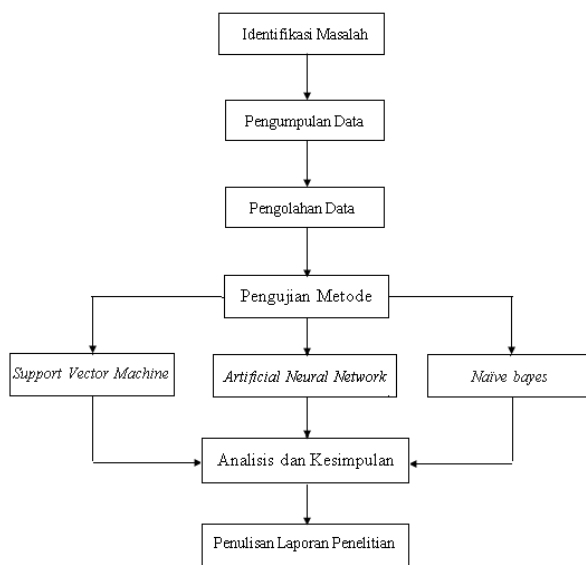 Identifikasi Masalah
Pengumpulan Data
Pengolahan Data
Pengujian Metode
Support Vector Machine
Artificial Neural Network
Naïve bayes
Analisis dan Kesimpulan
Penulisan Laporan Penelitian